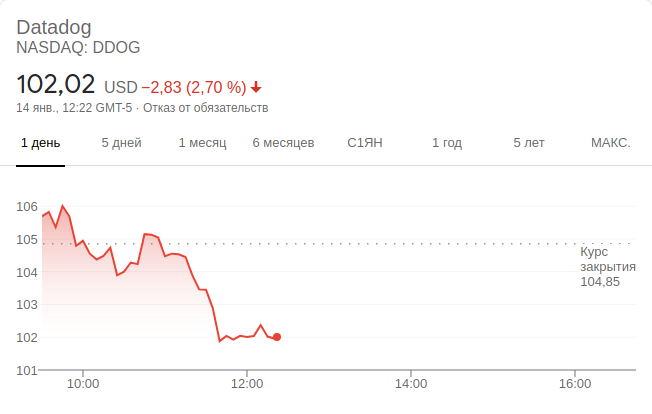 Datadog
NASDAQ: DDOG
102,02 USD −2,83 (2,70 %)
14 янв., 12:22 GMT-5 · Отказ от обязательств
1 день 5 дней 1 месяц 6 месяцев С1ЯН 1 год 5 лет МАКС.
106
105
Курс
закрытия
104,85
104
103
102
101
10:00 12:00 14:00 16:00